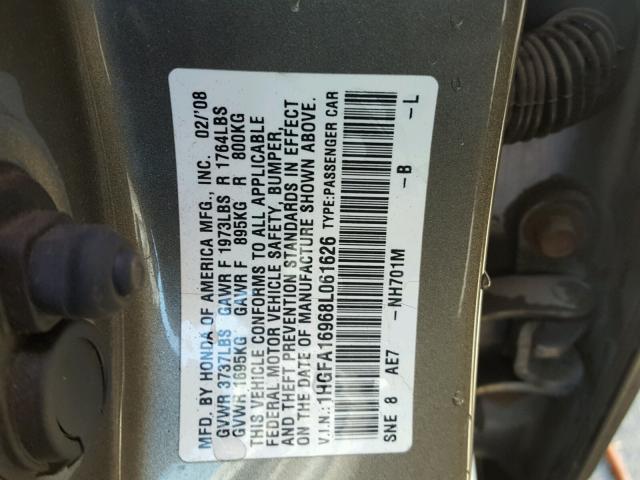 MFD. BY HONDA OF AMERICA MFG., INC. 02/'08
GVWR 3737LBS GAWR F 1973LBS R 1764LBS
GVWR 1695KG GAWR F 895KG R 800KG
THIS VEHICLE CONFORMS TO ALL APPLICABLE
FEDERAL MOTOR VEHICLE SAFETY, BUMPER,
AND THEFT PREVENTION STANDARDS IN EFFECT
ON THE DATE OF MANUFACTURE SHOWN ABOVE.
V.I.N.: 1HGFA16968L061626 TYPE:PASSENGER CAR
SNE 8 AE7 -NH701M -B -L